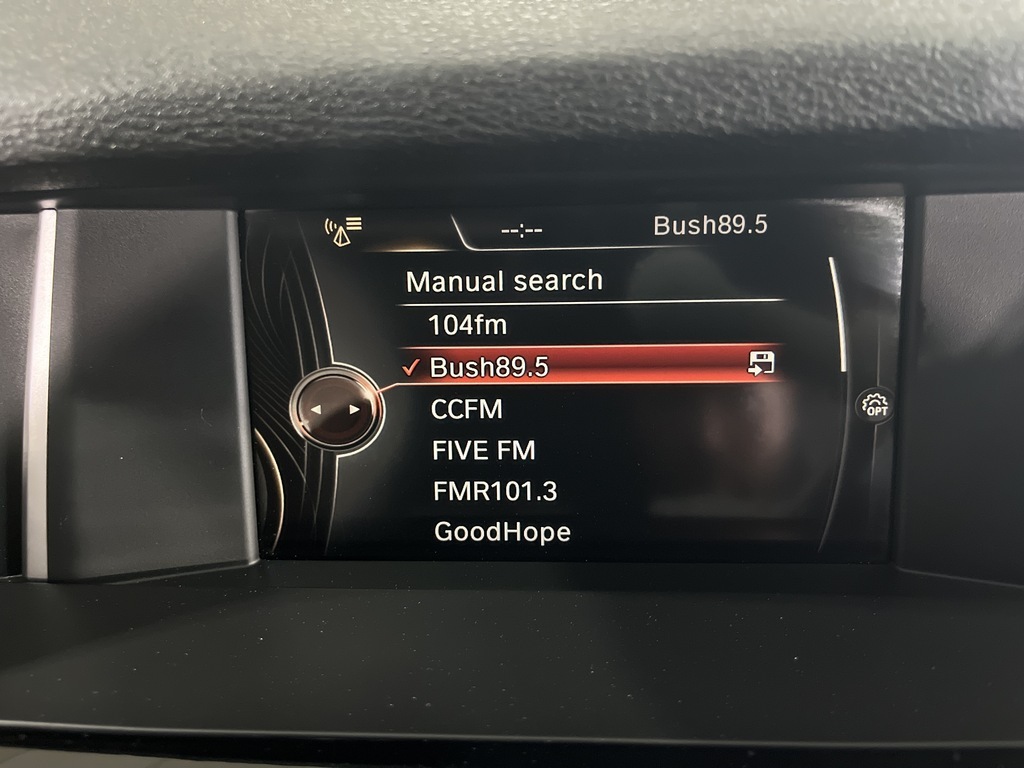 --:-- Bush89.5
Manual search
104fm
Bush89.5
CCFM
FIVE FM
FMR101.3
GoodHope
OPT